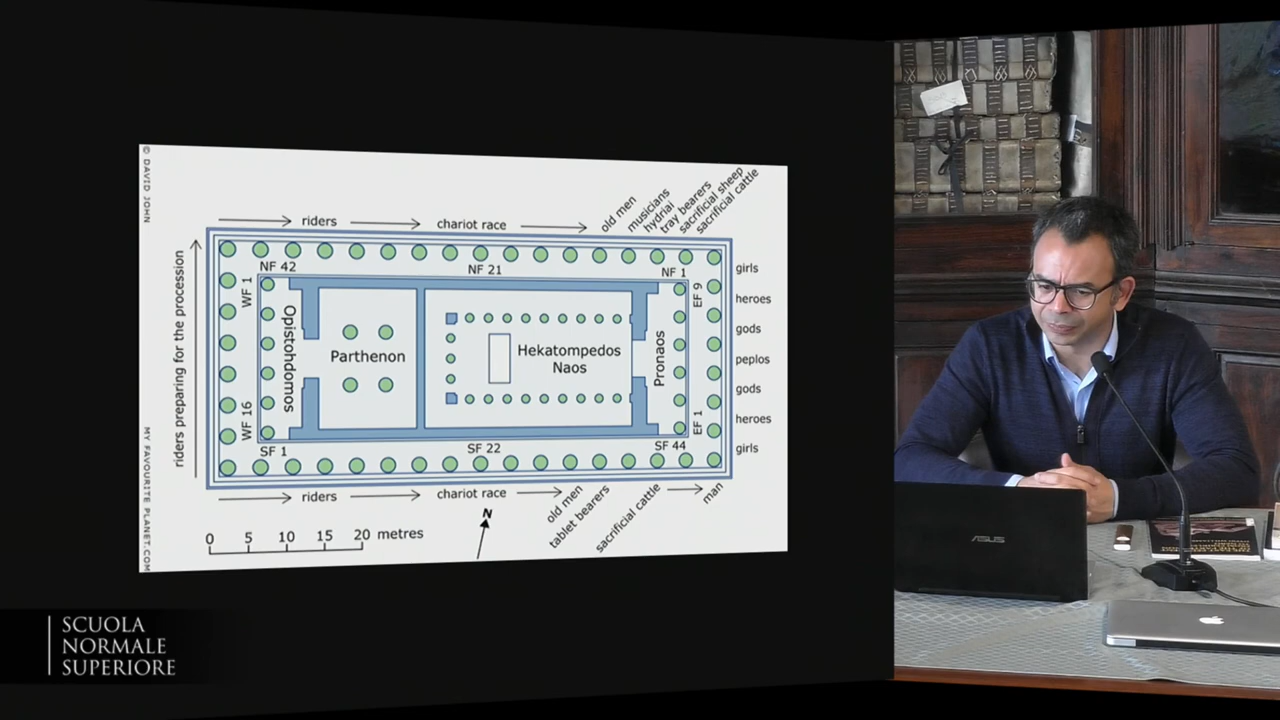 © DAVID JOHN
MY FAVOURITE PLANET.COM
riders preparing for the procession
riders
chariot race
old men
musicians
hydriai
tray bearers
sacrificial sheep
sacrificial cattle
NF 42
NF 21
NF 1
WF 1
WF 16
EF 9
EF 1
Opistohdomos
Parthenon
Hekatompedos
Naos
Pronaos
girls
heroes
gods
peplos
gods
heroes
girls
SF 1
SF 22
SF 44
riders
chariot race
old men
tablet bearers
sacrificial cattle
man
N
0 5 10 15 20 metres
SCUOLA
NORMALE
SUPERIORE
ASUS